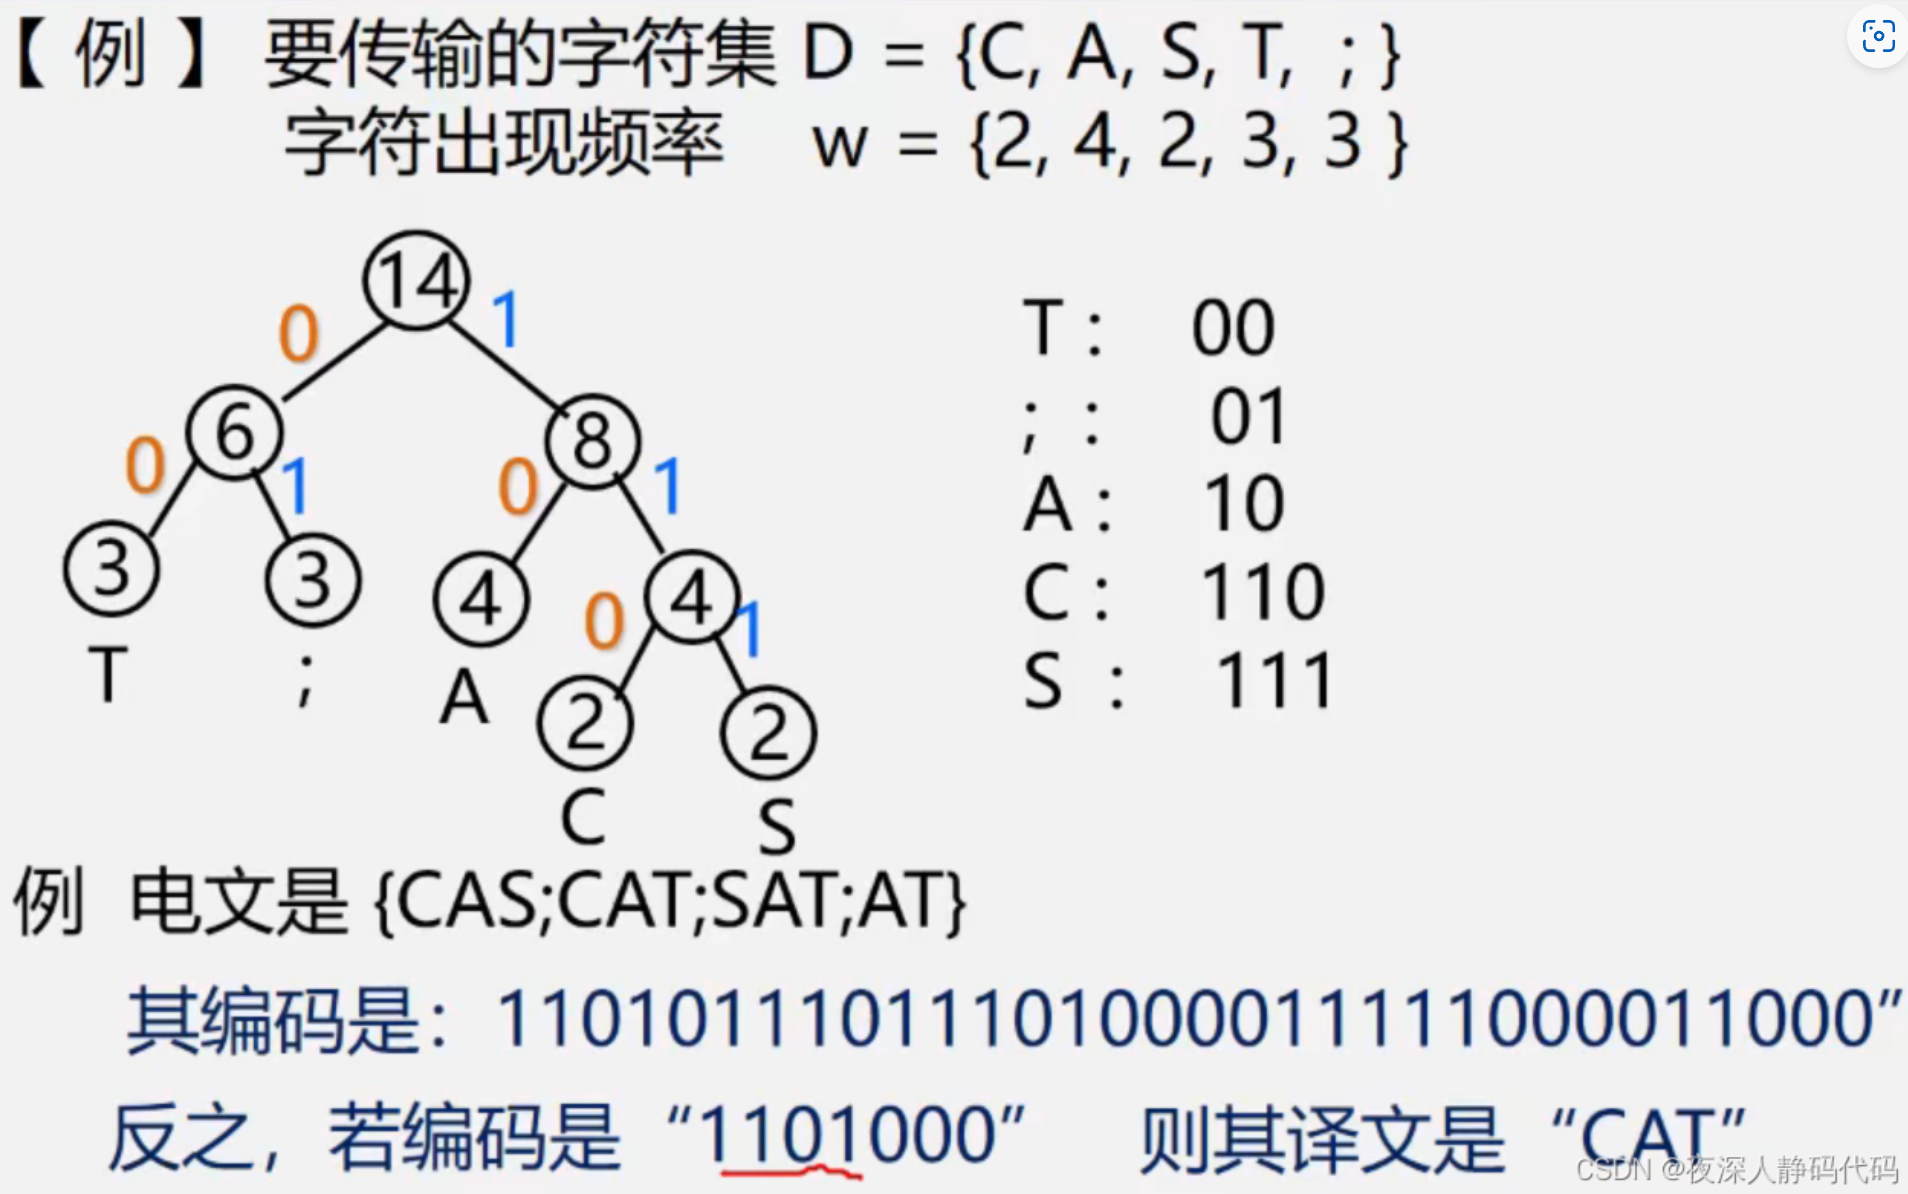 【 例 】 要传输的字符集 D = {C, A, S, T, ; }
字符出现频率 w = {2, 4, 2, 3, 3 }
14
0 1
6 8
0 1 0 1
3 3 4 4
0 1
T ; A
2 2
C S
T : 00
; : 01
A : 10
C : 110
S : 111
例 电文是 {CAS;CAT;SAT;AT}
其编码是：11010111011101000011111000011000”
反之，若编码是 “1101000” 则其译文是 “CAT”
CSDN @夜深人静码代码